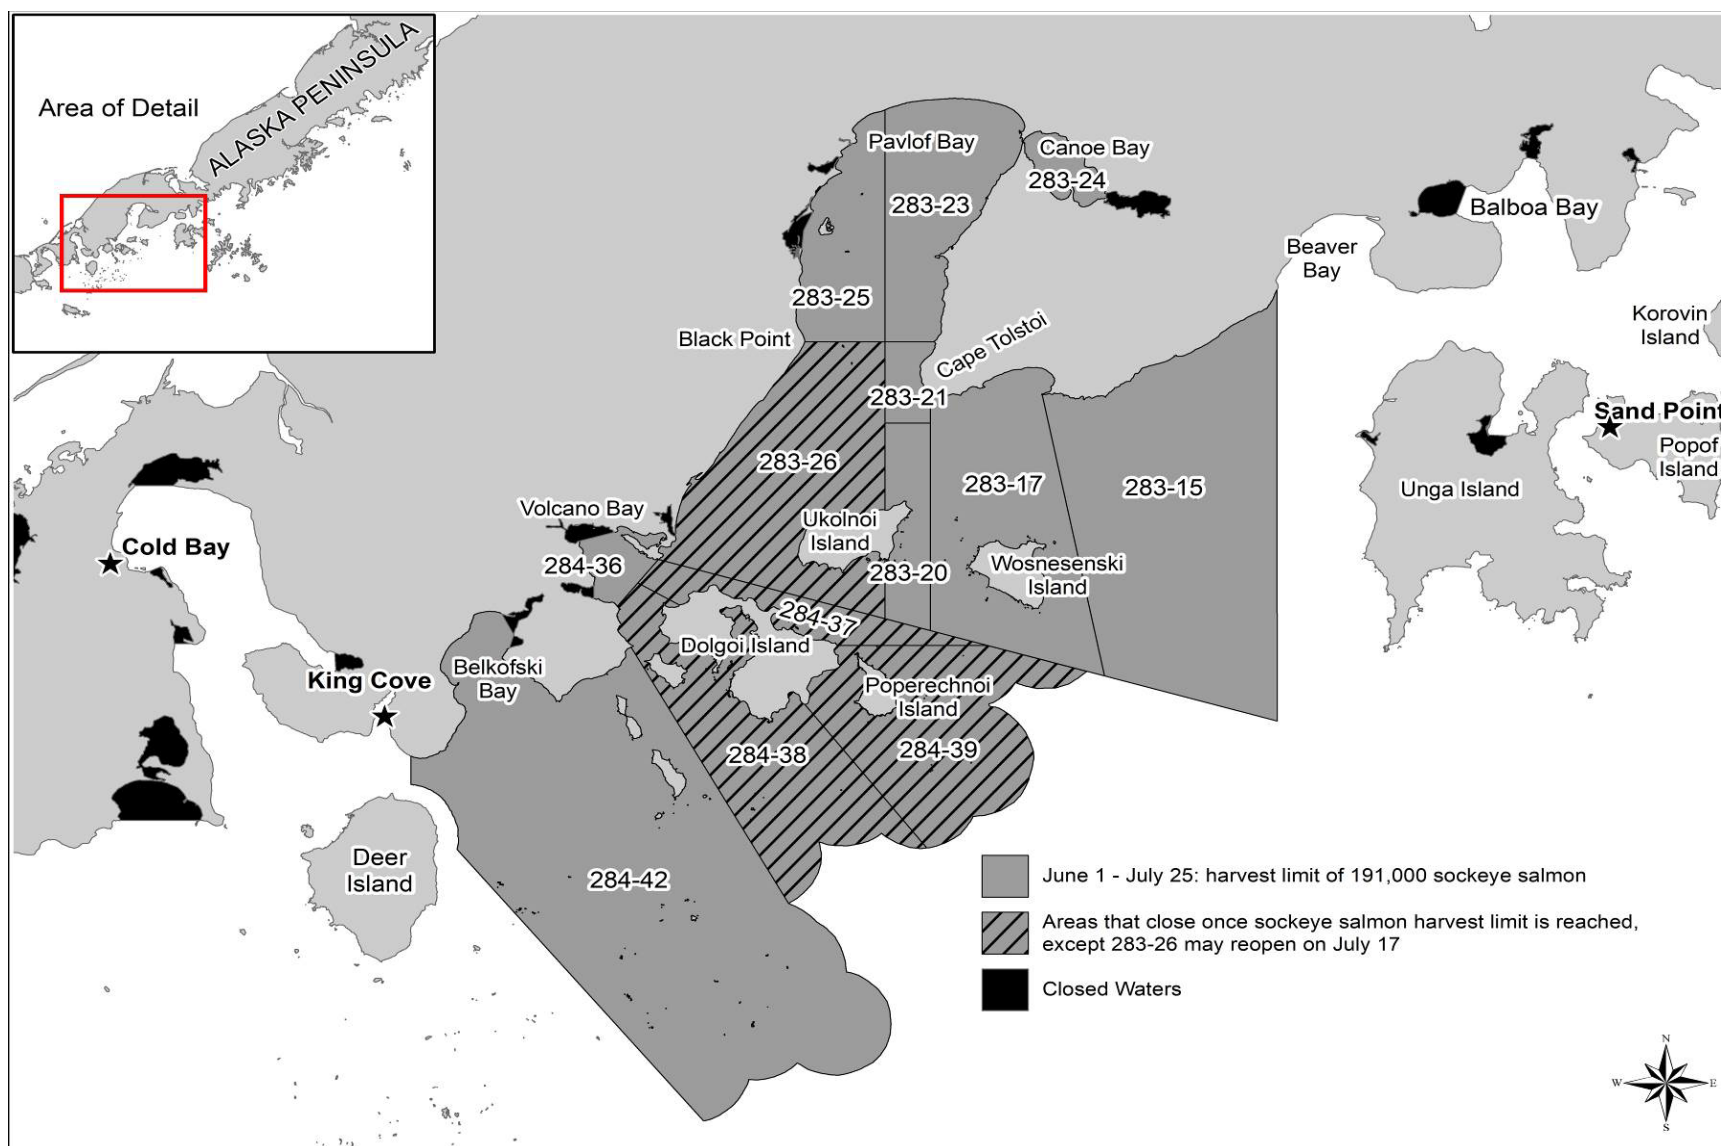 Area of Detail
ALASKA PENINSULA
Pavlof Bay
Canoe Bay
283-24
283-23
Balboa Bay
Beaver
Bay
283-25
Korovin
Island
Black Point
Cape Tolstoi
283-21
Sand Point
Popof
Island
283-26
283-17
283-15
Unga Island
Volcano Bay
Ukolnoi
Island
Cold Bay
284-36
283-20
Wosnesenski
Island
284-37
Dolgoi Island
Belkofski
Bay
King Cove
Poperechnoi
Island
284-38
284-39
Deer
Island
284-42
June 1 - July 25: harvest limit of 191,000 sockeye salmon
Areas that close once sockeye salmon harvest limit is reached,
except 283-26 may reopen on July 17
Closed Waters
N
W
E
S